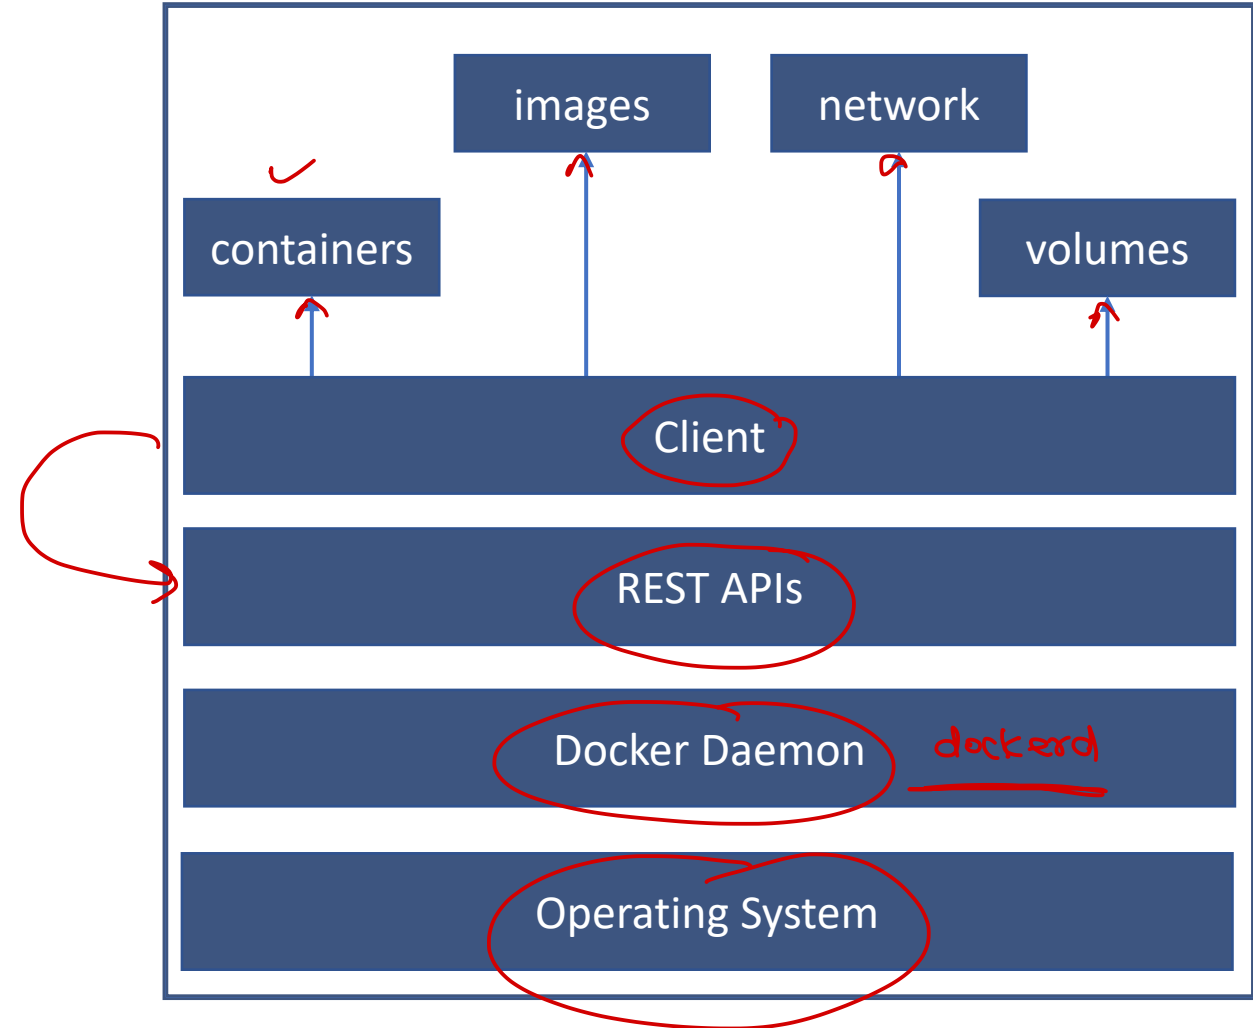 images
network
containers
volumes
Client
REST APIs
Docker Daemon
dockerd
Operating System